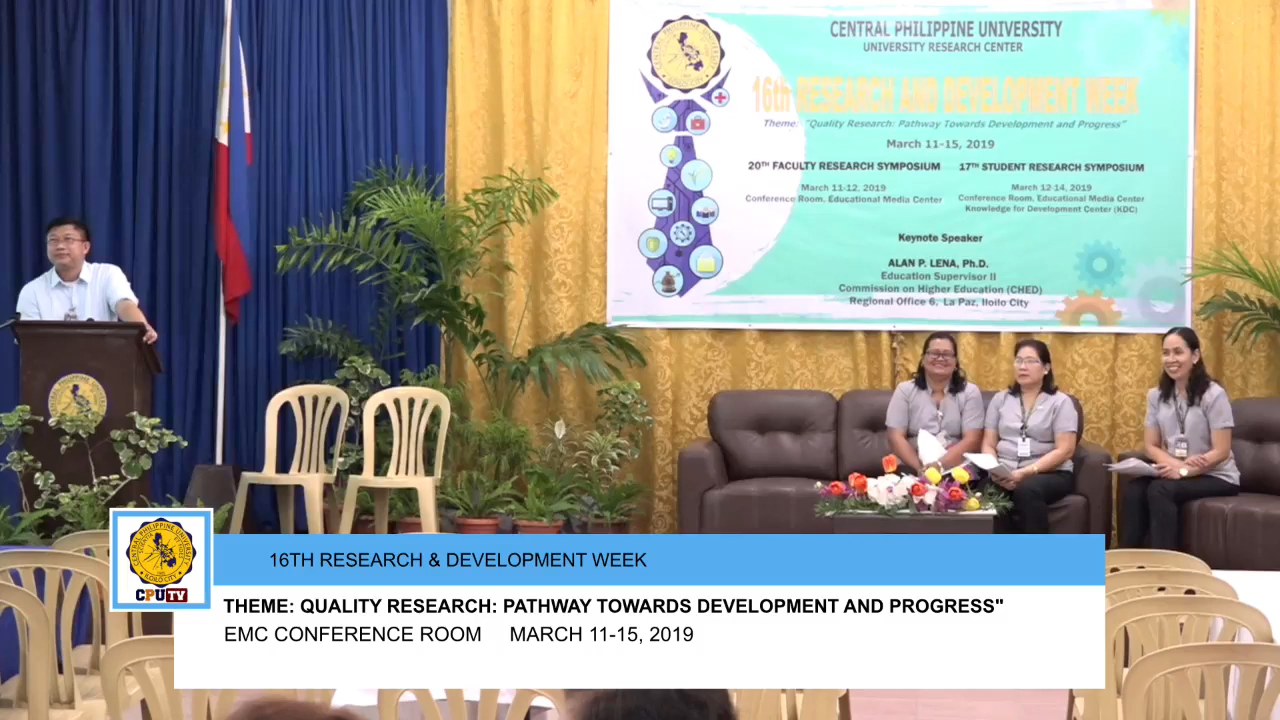 CENTRAL PHILIPPINE UNIVERSITY
UNIVERSITY RESEARCH CENTER
16th RESEARCH AND DEVELOPMENT WEEK
Theme: "Quality Research: Pathway Towards Development and Progress"
March 11-15, 2019
20TH FACULTY RESEARCH SYMPOSIUM
March 11-12, 2019
Conference Room, Educational Media Center
17TH STUDENT RESEARCH SYMPOSIUM
March 12-14, 2019
Conference Room, Educational Media Center
Knowledge for Development Center (KDC)
Keynote Speaker
ALAN P. LENA, Ph.D.
Education Supervisor II
Commission on Higher Education (CHED)
Regional Office 6, La Paz, Iloilo City
CENTRAL PHILIPPINE UNIVERSITY
ILOILO CITY
CPU TV
16TH RESEARCH & DEVELOPMENT WEEK
THEME: QUALITY RESEARCH: PATHWAY TOWARDS DEVELOPMENT AND PROGRESS"
EMC CONFERENCE ROOM MARCH 11-15, 2019